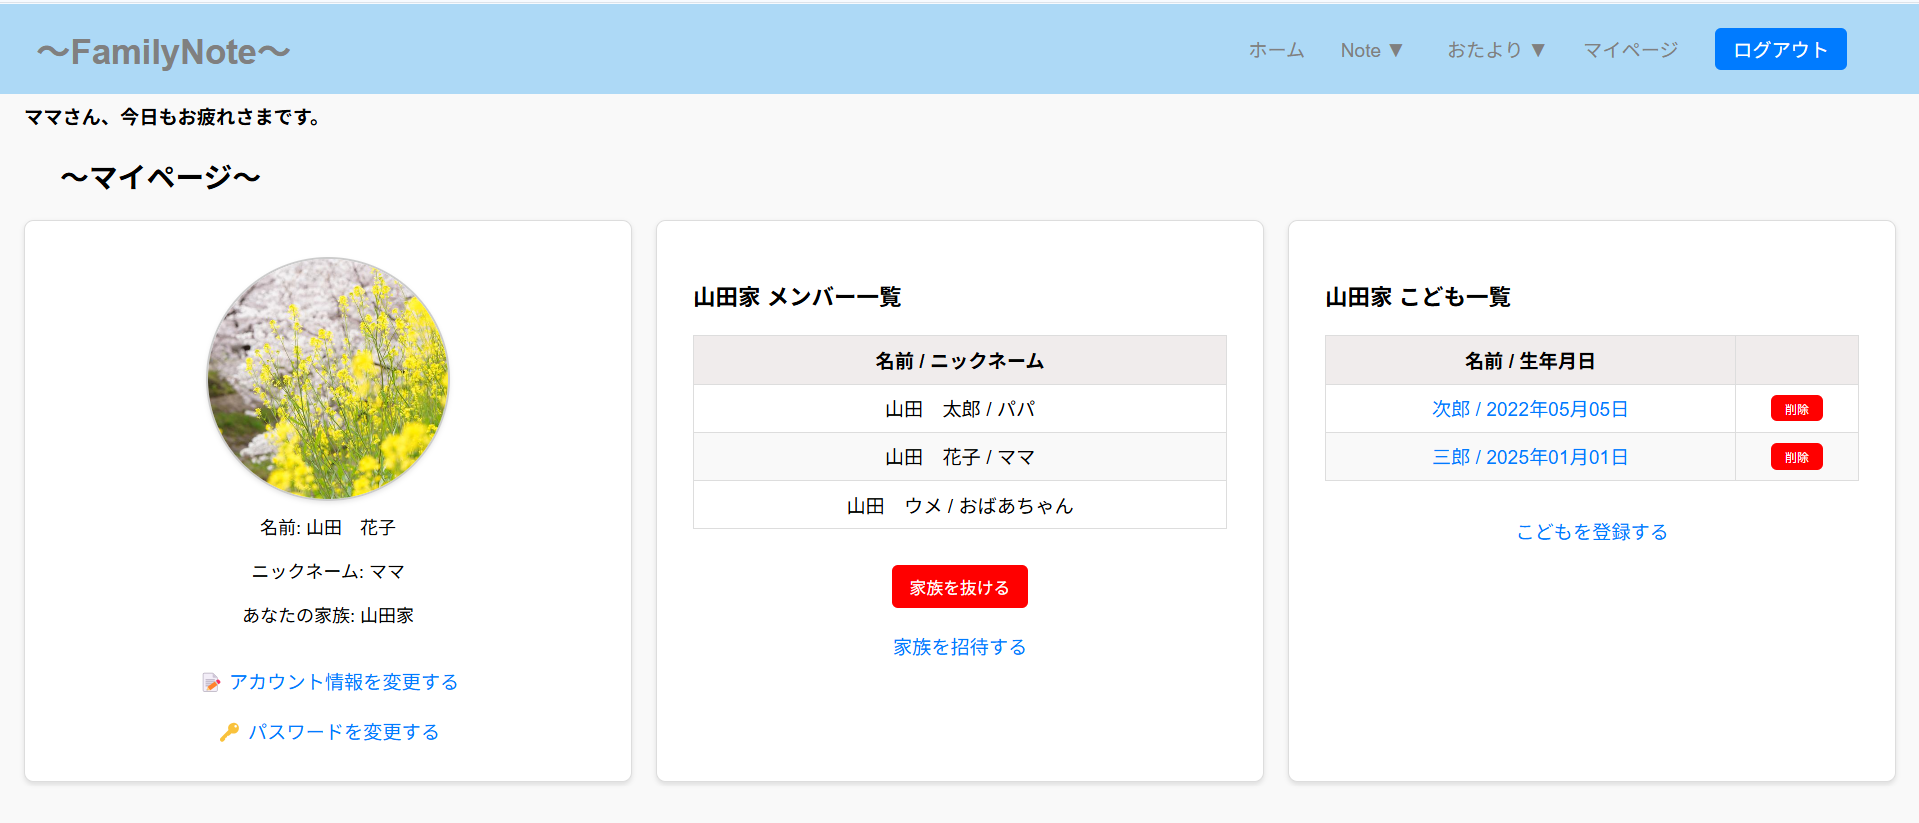 ～FamilyNote～
ホーム Note ▼ おたより ▼ マイページ ログアウト
ママさん、今日もお疲れさまです。
～マイページ～
名前: 山田　花子
ニックネーム: ママ
あなたの家族: 山田家
📝 アカウント情報を変更する
🔑 パスワードを変更する
山田家 メンバー一覧
名前 / ニックネーム
山田　太郎 / パパ
山田　花子 / ママ
山田　ウメ / おばあちゃん
家族を抜ける
家族を招待する
山田家 こども一覧
名前 / 生年月日
次郎 / 2022年05月05日 削除
三郎 / 2025年01月01日 削除
こどもを登録する